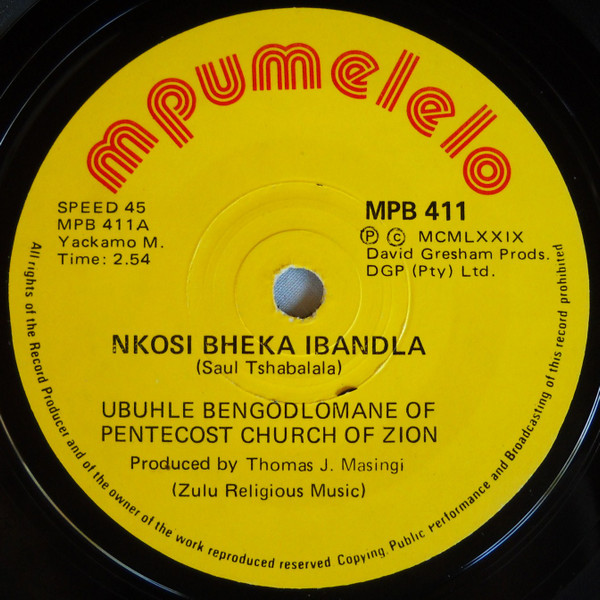 mpumelelo
SPEED 45
MPB 411A
Yackamo M.
Time: 2.54
MPB 411
Ⓟ © MCMLXXIX
David Gresham Prods.
DGP (Pty) Ltd.
NKOSI BHEKA IBANDLA
(Saul Tshabalala)
UBUHLE BENGODLOMANE OF
PENTECOST CHURCH OF ZION
Produced by Thomas J. Masingi
(Zulu Religious Music)
All rights of the Record Producer and of the owner of the work reproduced reserved Copying, Public Performance and Broadcasting of this record prohibited